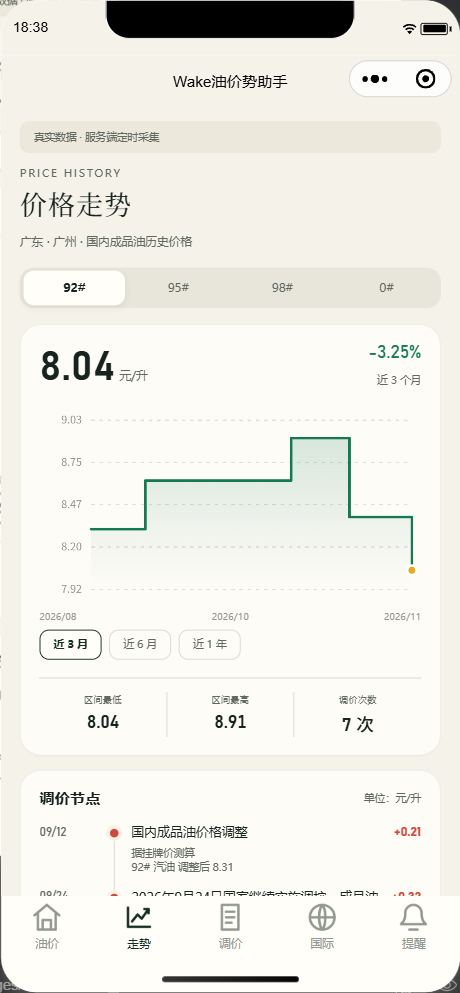 18:38
Wake油价势助手
真实数据 · 服务端定时采集
PRICE HISTORY
价格走势
广东 · 广州 · 国内成品油历史价格
92# 95# 98# 0#
8.04 元/升 -3.25%
近 3 个月
9.03
8.75
8.47
8.20
7.92
2026/08 2026/10 2026/11
近 3 月 近 6 月 近 1 年
区间最低 区间最高 调价次数
8.04 8.91 7 次
调价节点 单位：元/升
09/12 国内成品油价格调整 +0.21
据挂牌价测算
92# 汽油 调整后 8.31
油价 走势 调价 国际 提醒